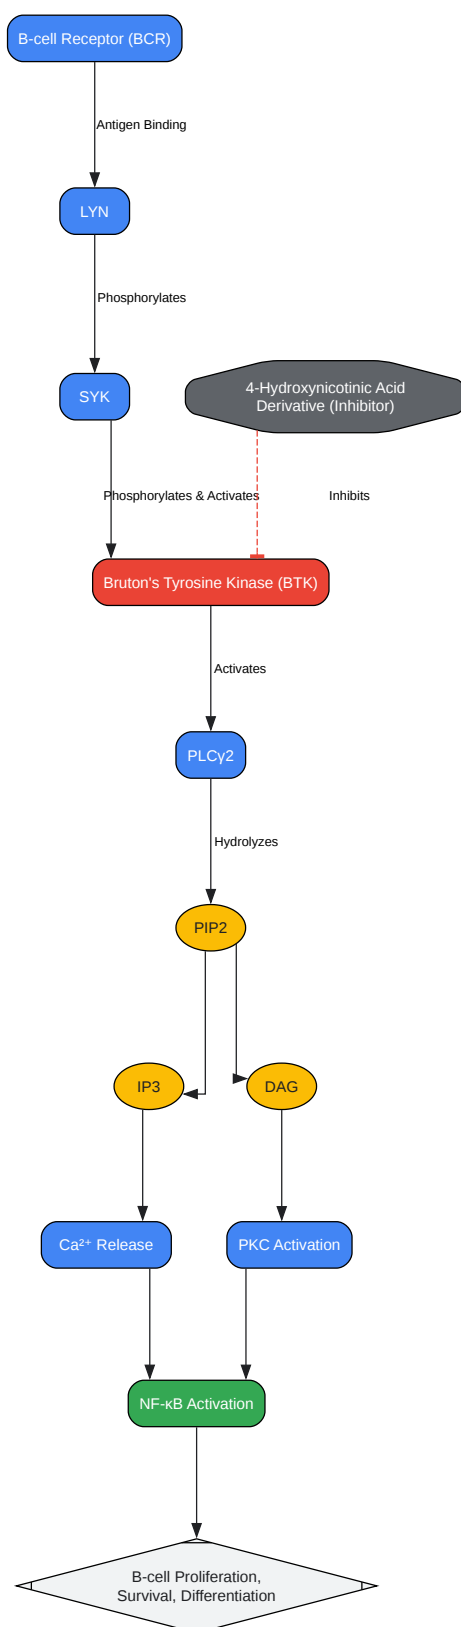 B-cell Receptor (BCR)
Antigen Binding
LYN
Phosphorylates
SYK
4-Hydroxynicotinic Acid
Derivative (Inhibitor)
Phosphorylates & Activates
Inhibits
Bruton's Tyrosine Kinase (BTK)
Activates
PLCγ2
Hydrolyzes
PIP2
IP3
DAG
Ca²⁺ Release
PKC Activation
NF-κB Activation
B-cell Proliferation,
Survival, Differentiation